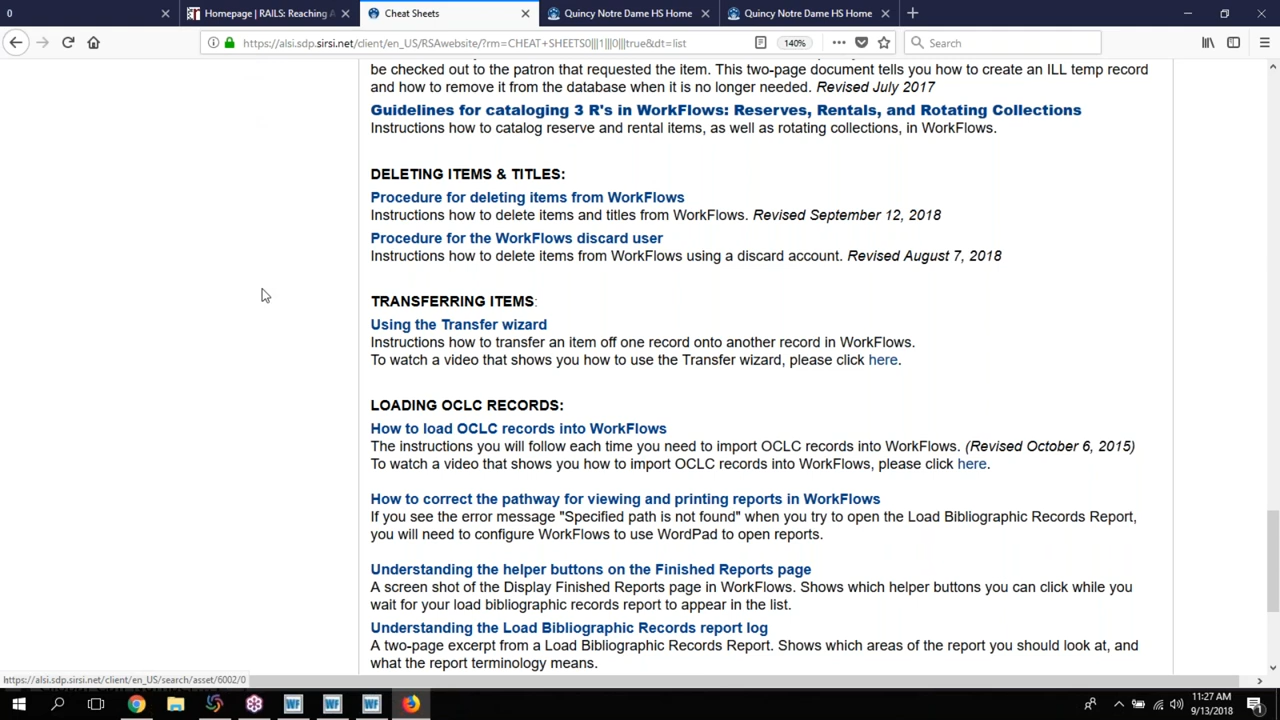 0
Homepage | RAILS: Reaching A
Cheat Sheets
Quincy Notre Dame HS Home
Quincy Notre Dame HS Home
https://alsi.sdp.sirsi.net/client/en_US/RSAwebsite/?rm=CHEAT+SHEETS0|||1|||0|||true&dt=list
140%
Search
be checked out to the patron that requested the item. This two-page document tells you how to create an ILL temp record
and how to remove it from the database when it is no longer needed. Revised July 2017
Guidelines for cataloging 3 R's in WorkFlows: Reserves, Rentals, and Rotating Collections
Instructions how to catalog reserve and rental items, as well as rotating collections, in WorkFlows.
DELETING ITEMS & TITLES:
Procedure for deleting items from WorkFlows
Instructions how to delete items and titles from WorkFlows. Revised September 12, 2018
Procedure for the WorkFlows discard user
Instructions how to delete items from WorkFlows using a discard account. Revised August 7, 2018
TRANSFERRING ITEMS:
Using the Transfer wizard
Instructions how to transfer an item off one record onto another record in WorkFlows.
To watch a video that shows you how to use the Transfer wizard, please click here.
LOADING OCLC RECORDS:
How to load OCLC records into WorkFlows
The instructions you will follow each time you need to import OCLC records into WorkFlows. (Revised October 6, 2015)
To watch a video that shows you how to import OCLC records into WorkFlows, please click here.
How to correct the pathway for viewing and printing reports in WorkFlows
If you see the error message "Specified path is not found" when you try to open the Load Bibliographic Records Report,
you will need to configure WorkFlows to use WordPad to open reports.
Understanding the helper buttons on the Finished Reports page
A screen shot of the Display Finished Reports page in WorkFlows. Shows which helper buttons you can click while you
wait for your load bibliographic records report to appear in the list.
Understanding the Load Bibliographic Records report log
A two-page excerpt from a Load Bibliographic Records Report. Shows which areas of the report you should look at, and
what the report terminology means.
https://alsi.sdp.sirsi.net/client/en_US/search/asset/6002/0
WF
WF
WF
11:27 AM
9/13/2018
1